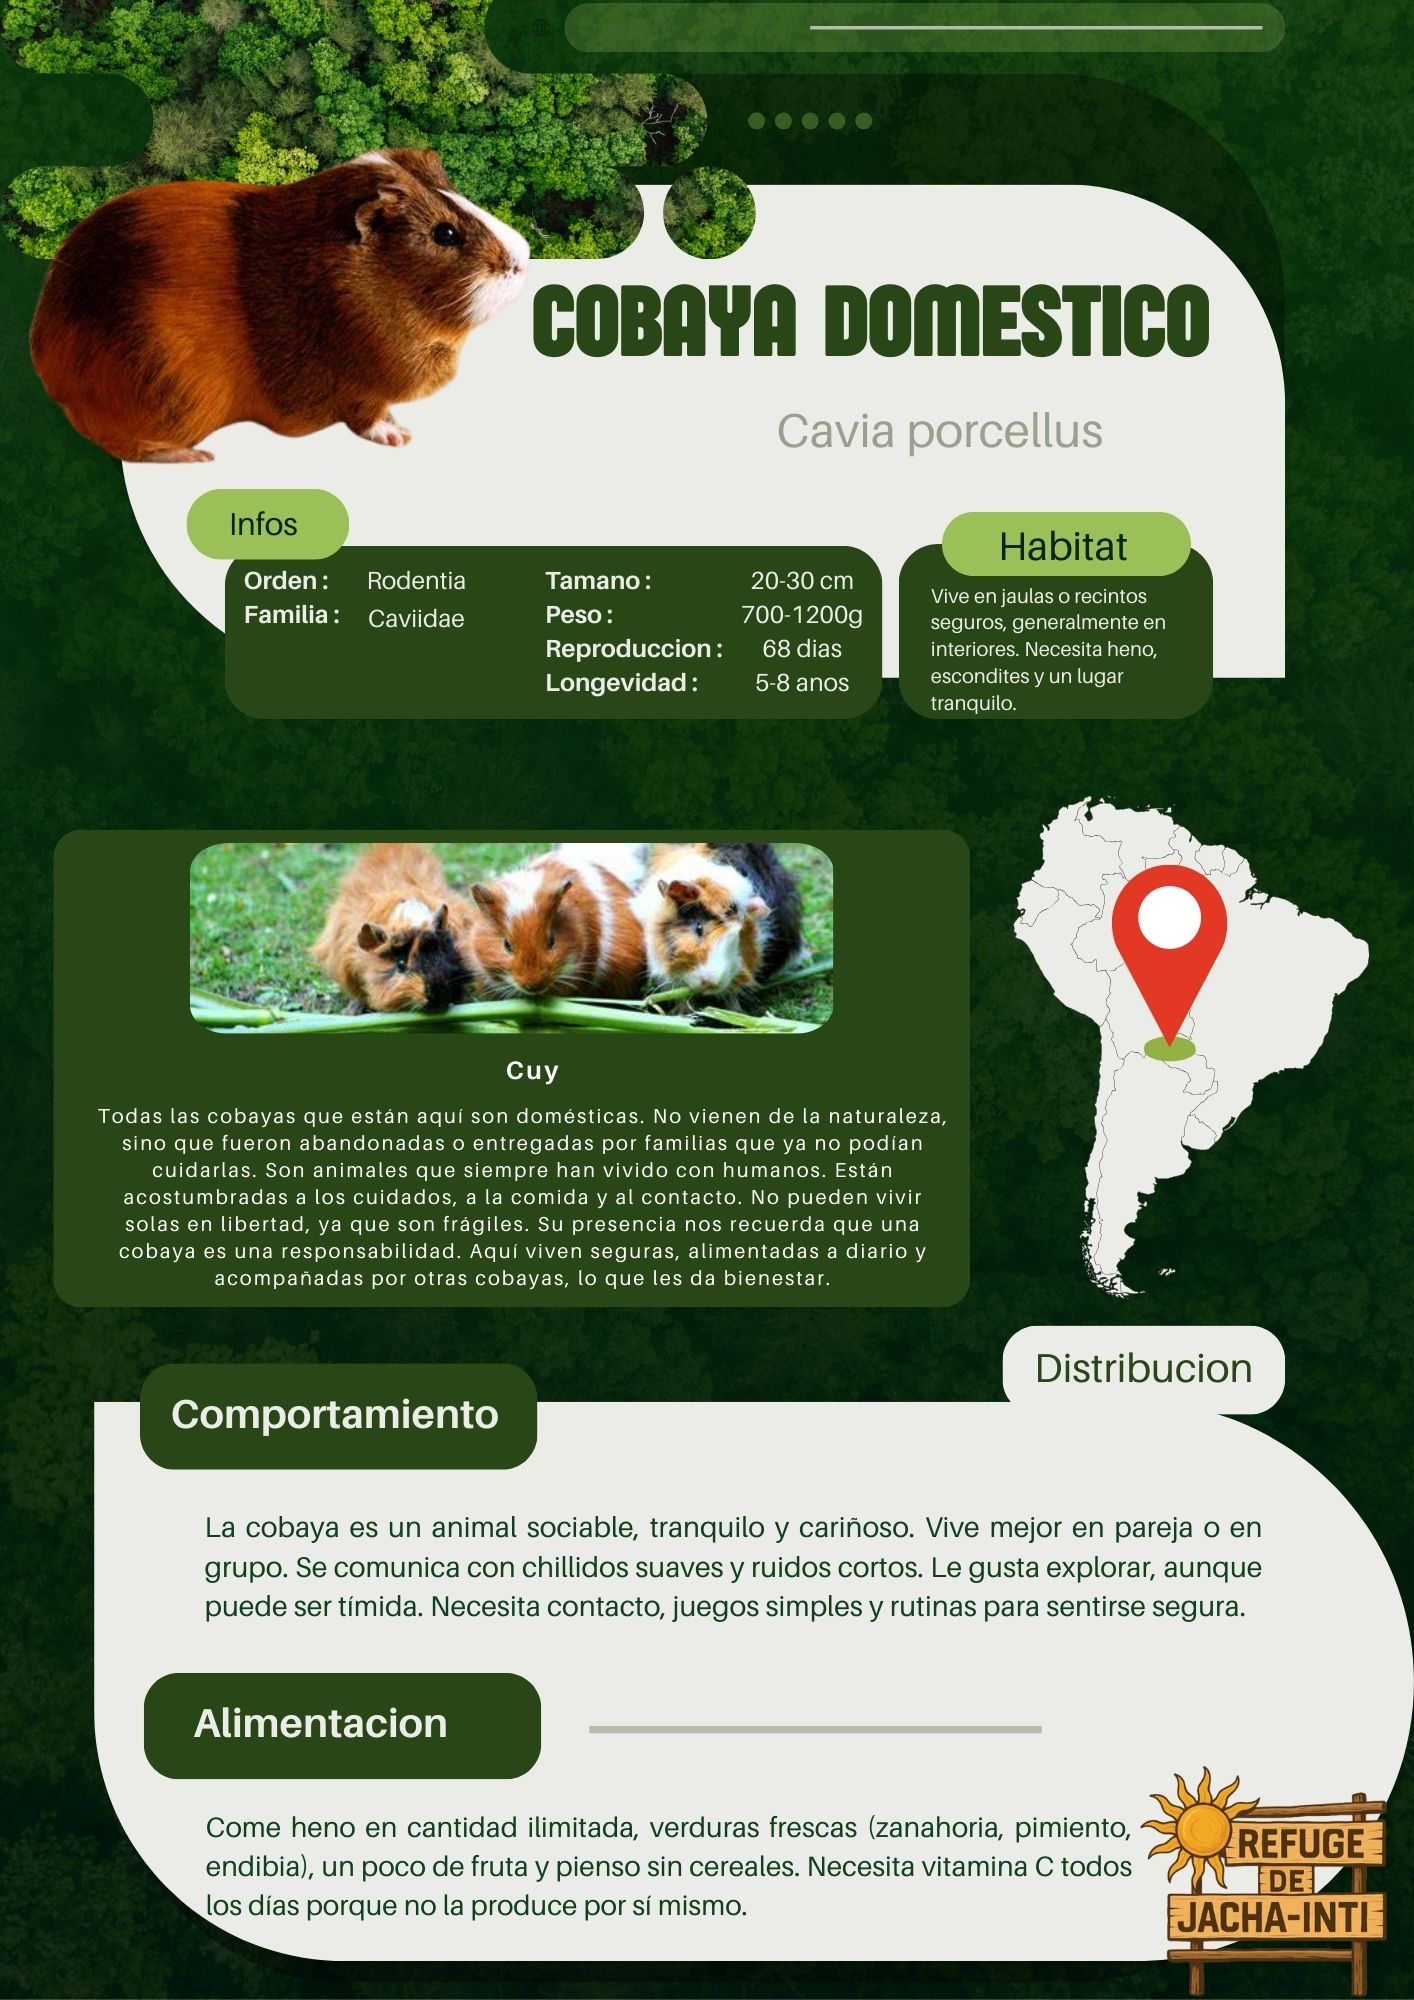 COBAYA DOMESTICO
Cavia porcellus
Infos
Orden : Rodentia
Familia : Caviidae
Tamano : 20-30 cm
Peso : 700-1200g
Reproduccion : 68 dias
Longevidad : 5-8 anos
Habitat
Vive en jaulas o recintos
seguros, generalmente en
interiores. Necesita heno,
escondites y un lugar
tranquilo.
Cuy
Todas las cobayas que están aquí son domésticas. No vienen de la naturaleza,
sino que fueron abandonadas o entregadas por familias que ya no podían
cuidarlas. Son animales que siempre han vivido con humanos. Están
acostumbradas a los cuidados, a la comida y al contacto. No pueden vivir
solas en libertad, ya que son frágiles. Su presencia nos recuerda que una
cobaya es una responsabilidad. Aquí viven seguras, alimentadas a diario y
acompañadas por otras cobayas, lo que les da bienestar.
Distribucion
Comportamiento
La cobaya es un animal sociable, tranquilo y cariñoso. Vive mejor en pareja o en
grupo. Se comunica con chillidos suaves y ruidos cortos. Le gusta explorar, aunque
puede ser tímida. Necesita contacto, juegos simples y rutinas para sentirse segura.
Alimentacion
Come heno en cantidad ilimitada, verduras frescas (zanahoria, pimiento,
endibia), un poco de fruta y pienso sin cereales. Necesita vitamina C todos
los días porque no la produce por sí mismo.
REFUGE
DE
JACHA-INTI